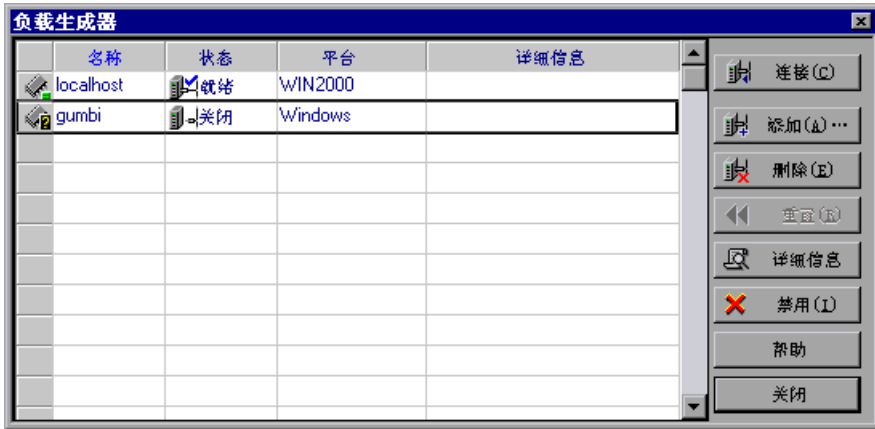 负载生成器
名称 状态 平台 详细信息
localhost 就绪 WIN2000
gumbi 关闭 Windows
连接(C)
添加(A)…
删除(E)
重置(R)
详细信息
禁用(I)
帮助
关闭